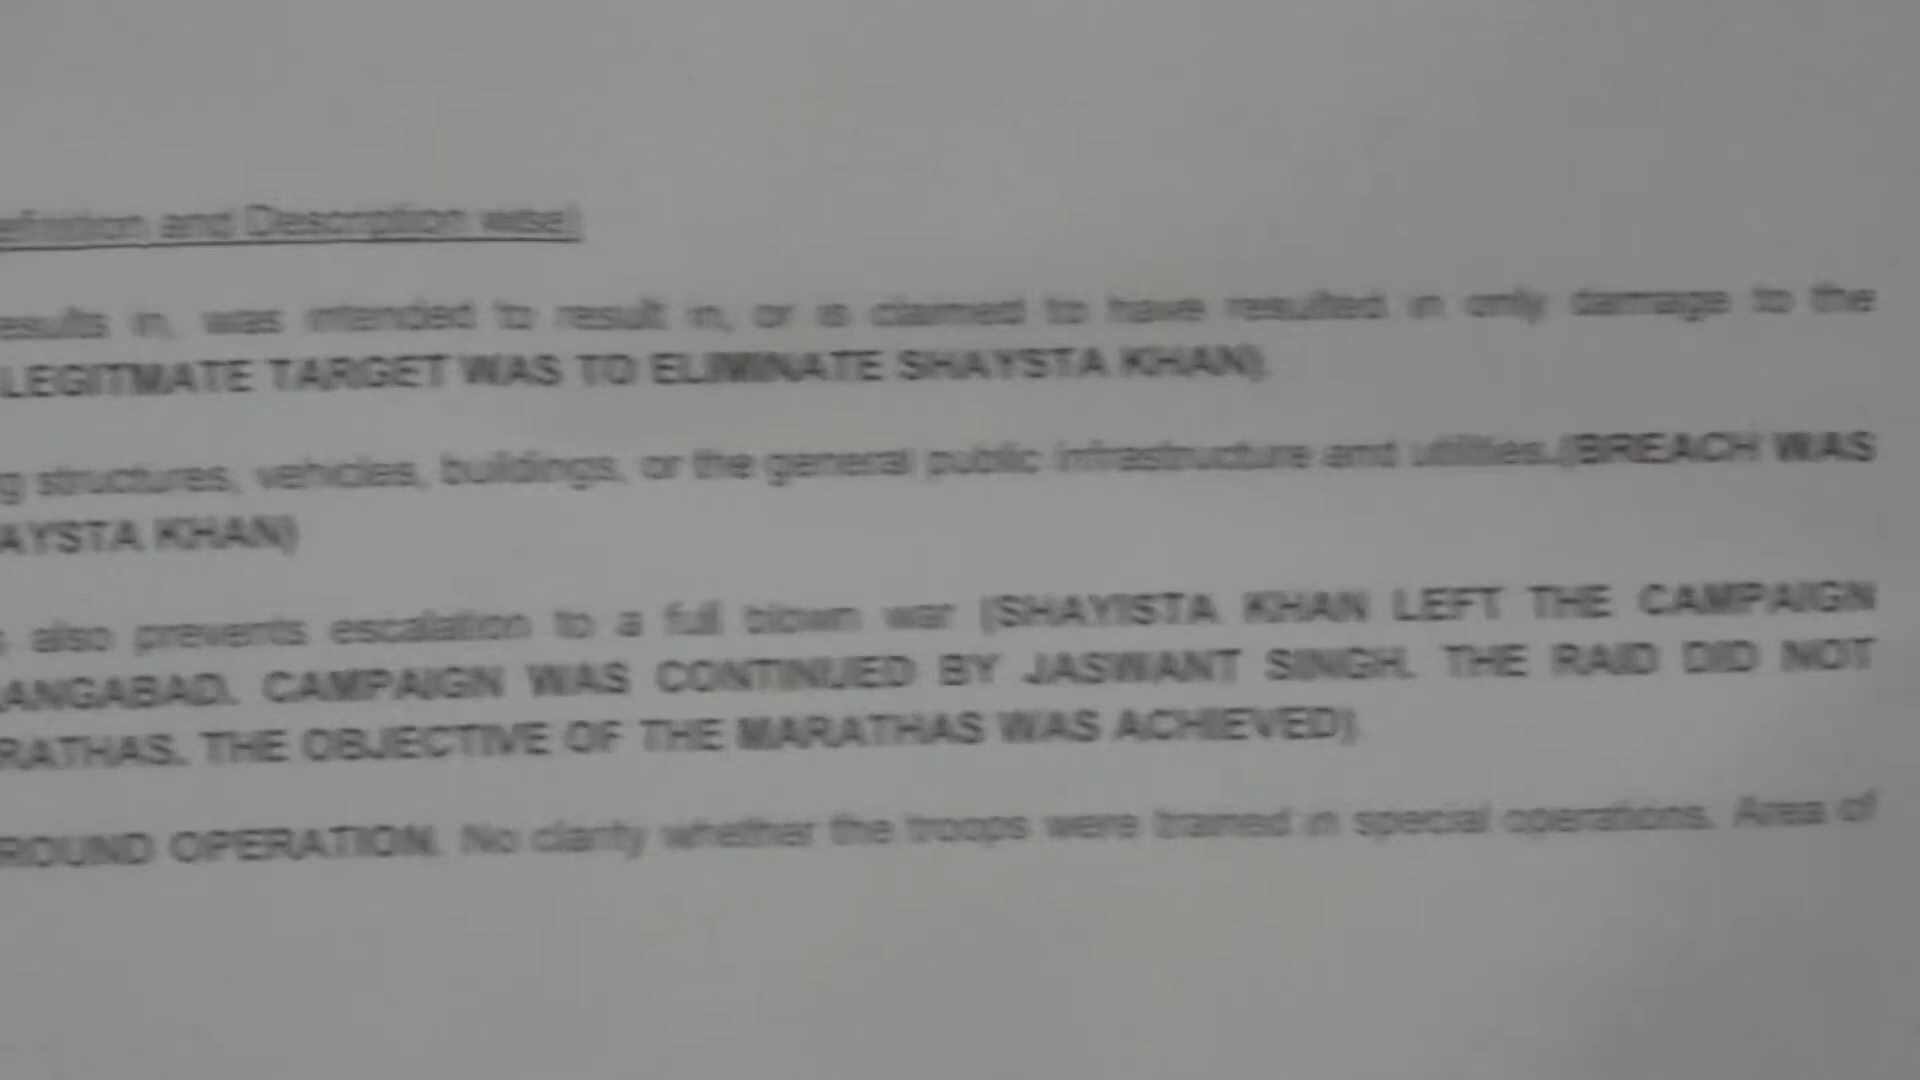 efinition and Description wise)
esults in, was intended to result in, or is claimed to have resulted in only damage to the
LEGITMATE TARGET WAS TO ELIMINATE SHAYSTA KHAN).
g structures, vehicles, buildings, or the general public infrastructure and utilities.(BREACH WAS
AYSTA KHAN)
also prevents escalation to a full blown war (SHAYISTA KHAN LEFT THE CAMPAIGN
ANGABAD. CAMPAIGN WAS CONTINUED BY JASWANT SINGH. THE RAID DID NOT
RATHAS. THE OBJECTIVE OF THE MARATHAS WAS ACHIEVED).
ROUND OPERATION. No clarity whether the troops were trained in special operations. Area of